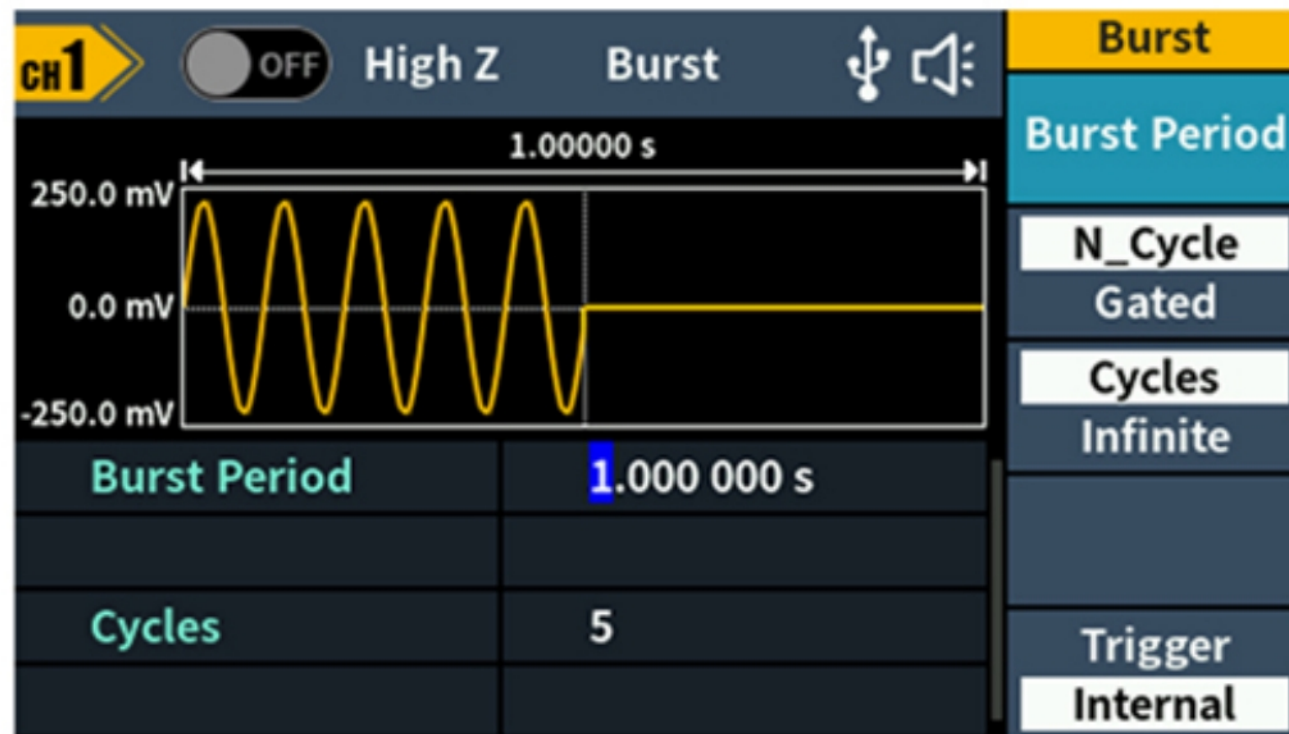 CH1 OFF High Z Burst
1.00000 s
250.0 mV
0.0 mV
-250.0 mV
Burst Period 1.000 000 s
Cycles 5
Burst
Burst Period
N_Cycle
Gated
Cycles
Infinite
Trigger
Internal